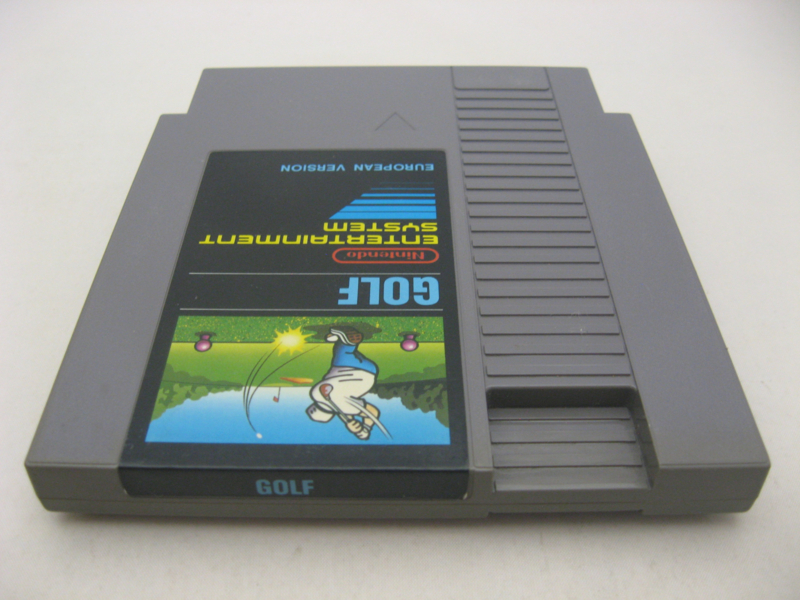 EUROPEAN VERSION
ENTERTAINMENT
SYSTEM
Nintendo
GOLF
GOLF